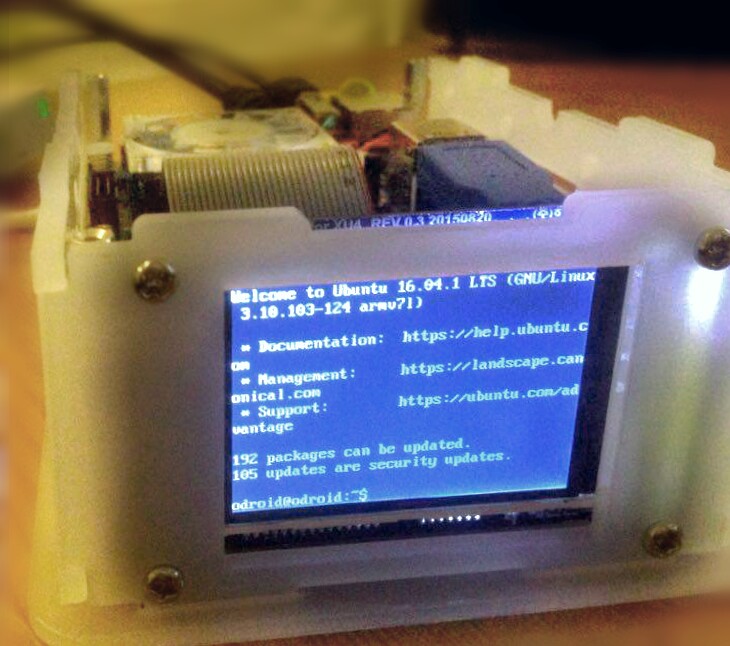 or XU4 REV 0.3 20150820
Welcome to Ubuntu 16.04.1 LTS (GNU/Linux
3.10.103-124 armv7l)
* Documentation: https://help.ubuntu.c
om
* Management: https://landscape.can
onical.com
* Support: https://ubuntu.com/ad
vantage
192 packages can be updated.
105 updates are security updates.
odroid@odroid:~$